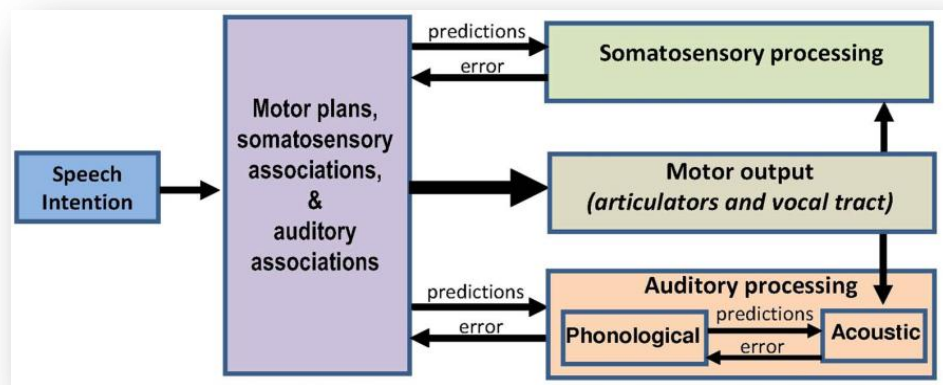 Speech
Intention
Motor plans,
somatosensory
associations,
&
auditory
associations
predictions
error
Somatosensory processing
Motor output
(articulators and vocal tract)
predictions
error
Auditory processing
Phonological
predictions
error
Acoustic